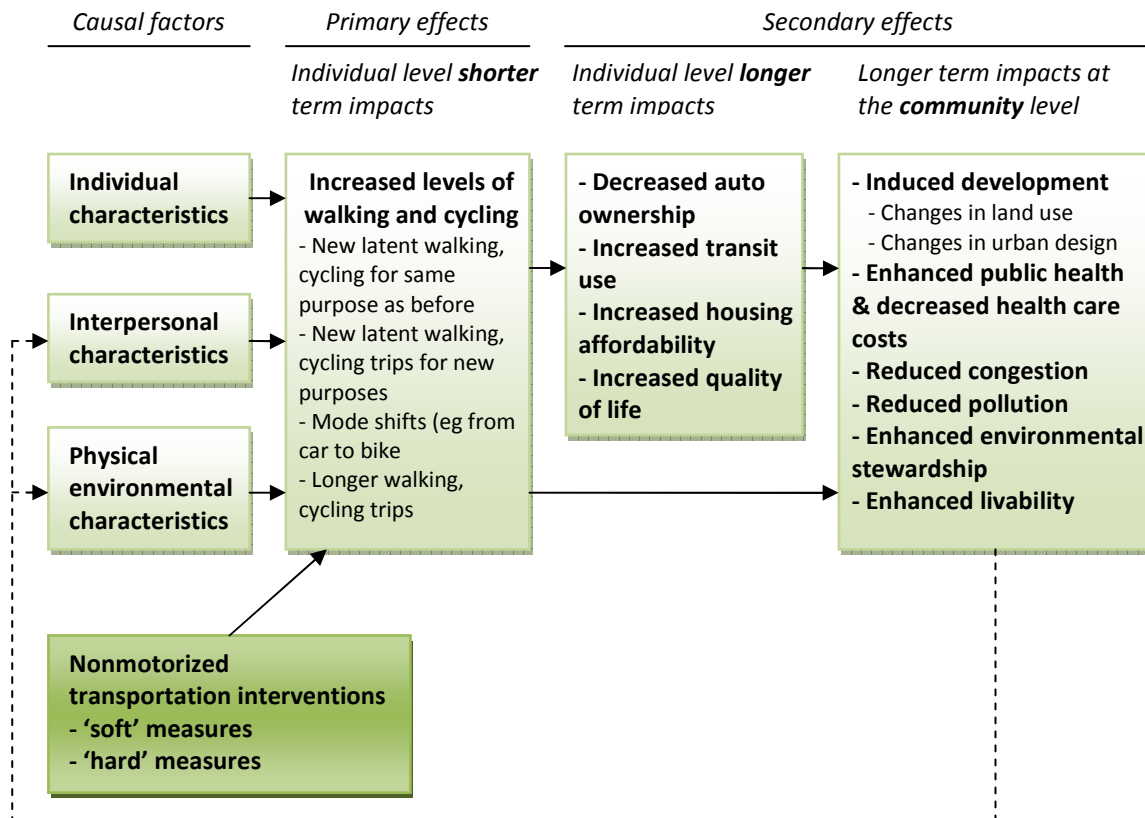 Causal factors
Primary effects
Secondary effects
Individual level shorter
term impacts
Individual level longer
term impacts
Longer term impacts at
the community level
Individual
characteristics
Interpersonal
characteristics
Physical
environmental
characteristics
Increased levels of
walking and cycling
- New latent walking,
cycling for same
purpose as before
- New latent walking,
cycling trips for new
purposes
- Mode shifts (eg from
car to bike
- Longer walking,
cycling trips
- Decreased auto
ownership
- Increased transit
use
- Increased housing
affordability
- Increased quality
of life
- Induced development
- Changes in land use
- Changes in urban design
- Enhanced public health
& decreased health care
costs
- Reduced congestion
- Reduced pollution
- Enhanced environmental
stewardship
- Enhanced livability
Nonmotorized
transportation interventions
- ‘soft’ measures
- ‘hard’ measures